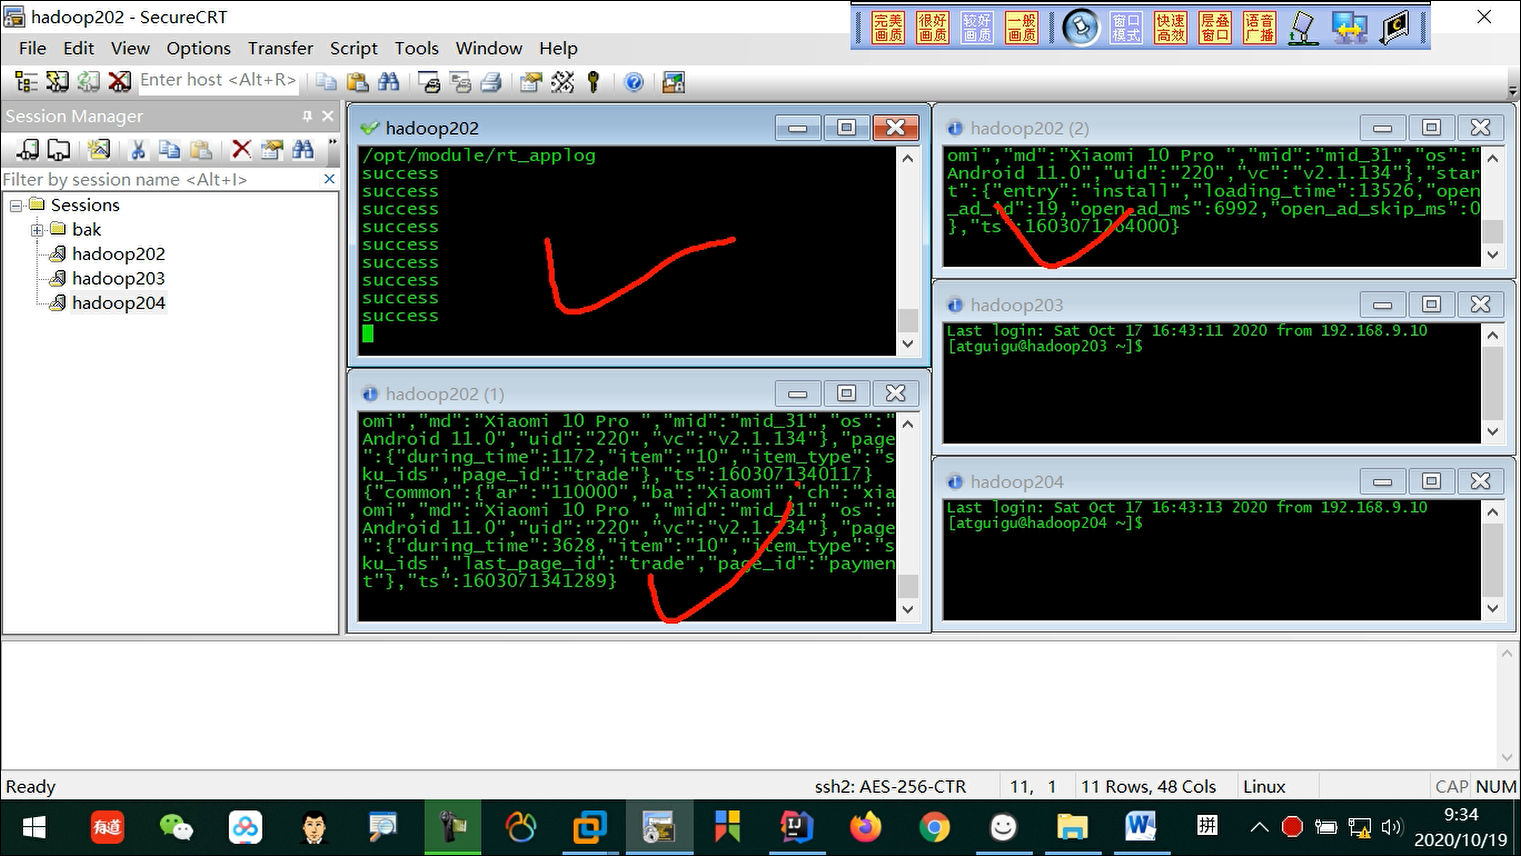 hadoop202 - SecureCRT
完美画质
很好画质
较好画质
一般画质
窗口模式
快速高效
层叠窗口
语音广播
File Edit View Options Transfer Script Tools Window Help
Enter host <Alt+R>
Session Manager
Filter by session name <Alt+I>
Sessions
bak
hadoop202
hadoop203
hadoop204
hadoop202
/opt/module/rt_applog
success
success
success
success
success
success
success
success
success
hadoop202 (1)
omi","md":"Xiaomi 10 Pro ","mid":"mid_31","os":"
Android 11.0","uid":"220","vc":"v2.1.134"},"page
":{"during_time":1172,"item":"10","item_type":"s
ku_ids","page_id":"trade"},"ts":1603071340117}
{"common":{"ar":"110000","ba":"Xiaomi","ch":"xia
omi","md":"Xiaomi 10 Pro ","mid":"mid_31","os":"
Android 11.0","uid":"220","vc":"v2.1.134"},"page
":{"during_time":3628,"item":"10","item_type":"s
ku_ids","last_page_id":"trade","page_id":"paymen
t"},"ts":1603071341289}
hadoop202 (2)
omi","md":"Xiaomi 10 Pro ","mid":"mid_31","os":"
Android 11.0","uid":"220","vc":"v2.1.134"},"star
t":{"entry":"install","loading_time":13526,"open
_ad_id":19,"open_ad_ms":6992,"open_ad_skip_ms":0
},"ts":1603071264000}
hadoop203
Last login: Sat Oct 17 16:43:11 2020 from 192.168.9.10
[atguigu@hadoop203 ~]$
hadoop204
Last login: Sat Oct 17 16:43:13 2020 from 192.168.9.10
[atguigu@hadoop204 ~]$
Ready
ssh2: AES-256-CTR
11, 1
11 Rows, 48 Cols
Linux
CAP NUM
有道
拼
9:34
2020/10/19